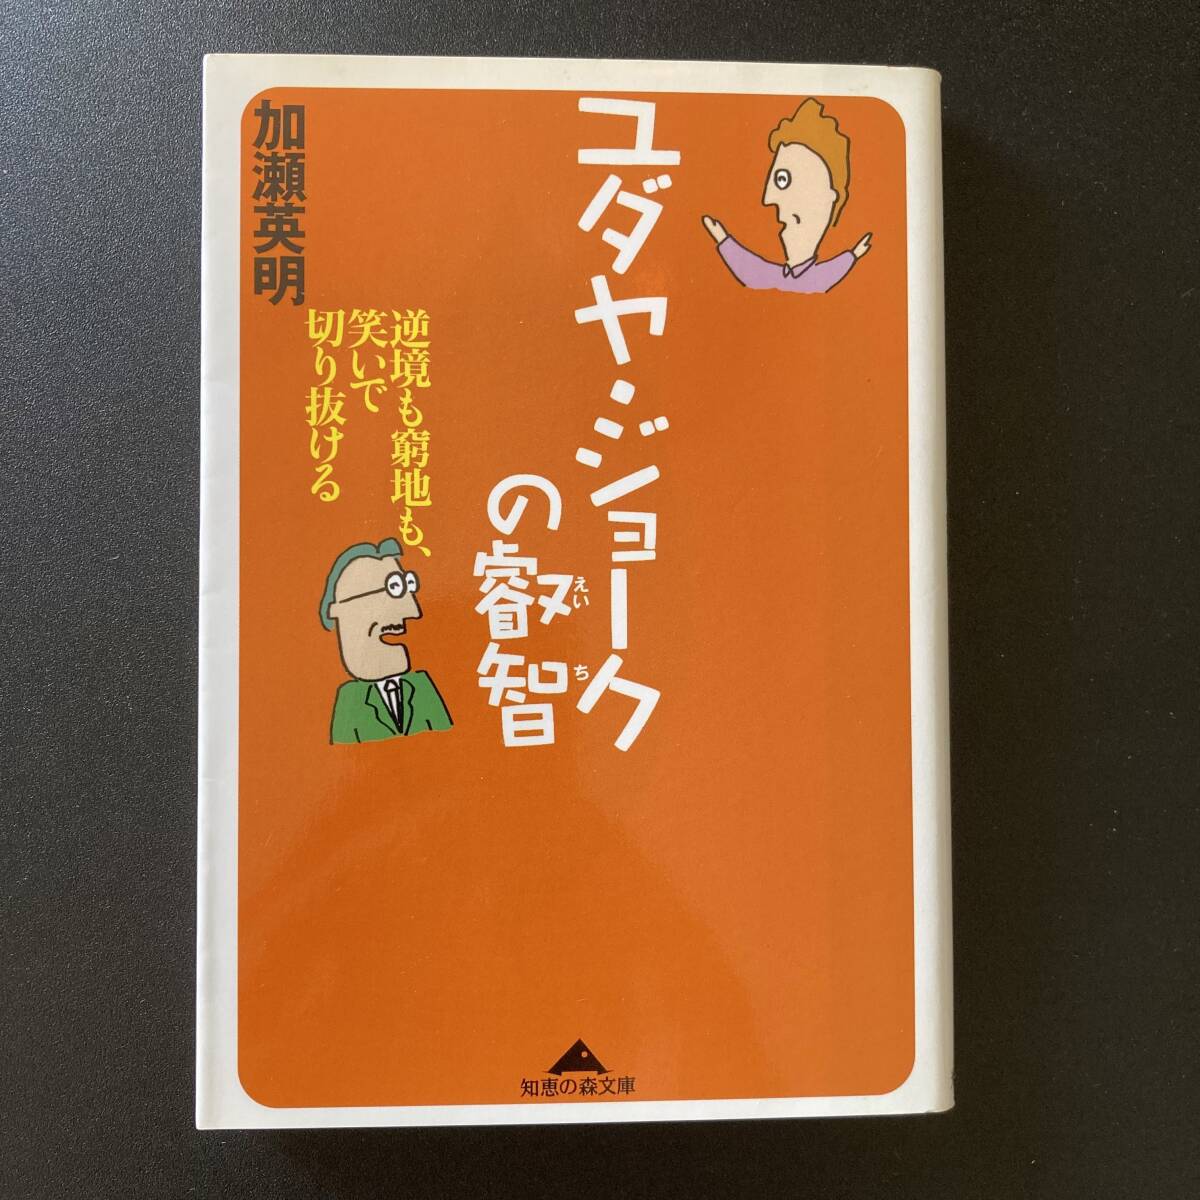 ユダヤ・ジョーク
の叡智
えい
ち
逆境も窮地も、
笑いで
切り抜ける
加瀬英明
知恵の森文庫